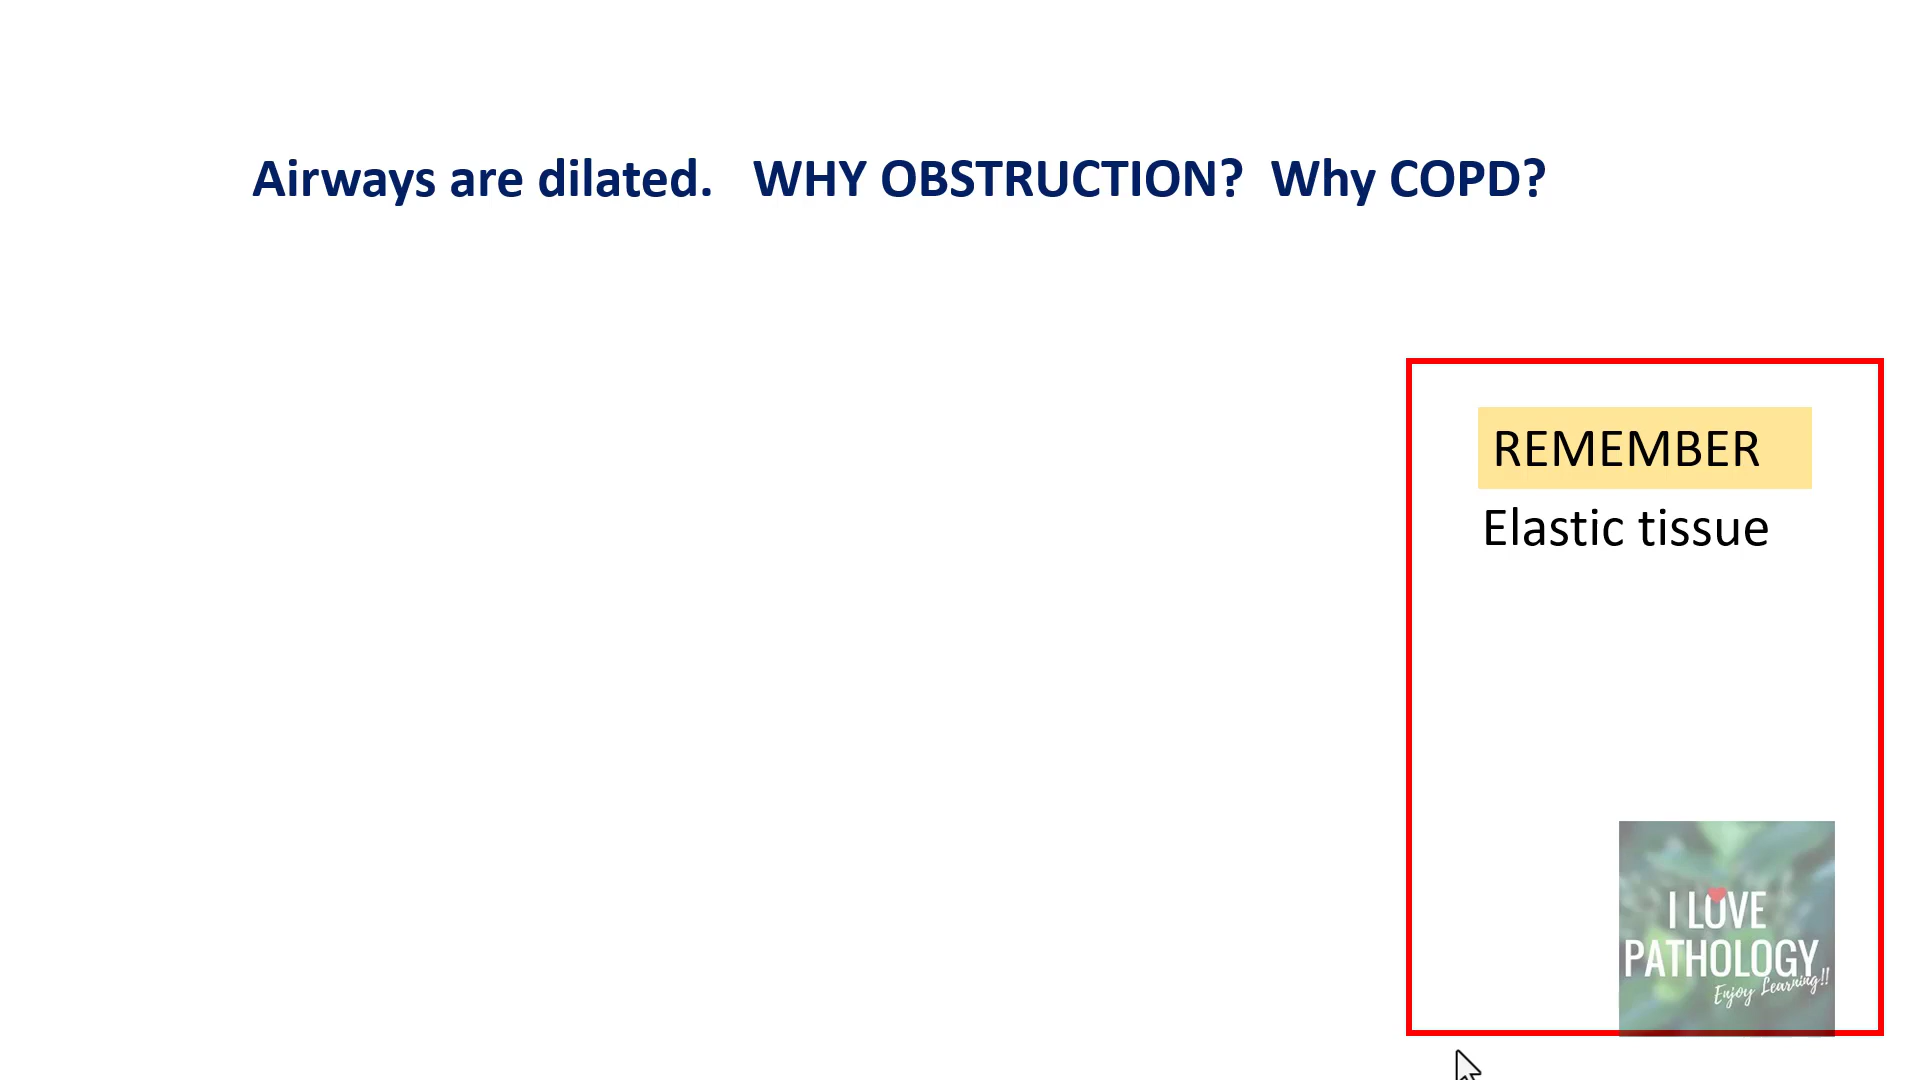 Airways are dilated. WHY OBSTRUCTION? Why COPD?
REMEMBER
Elastic tissue
I LOVE
PATHOLOGY
Enjoy Learning!!